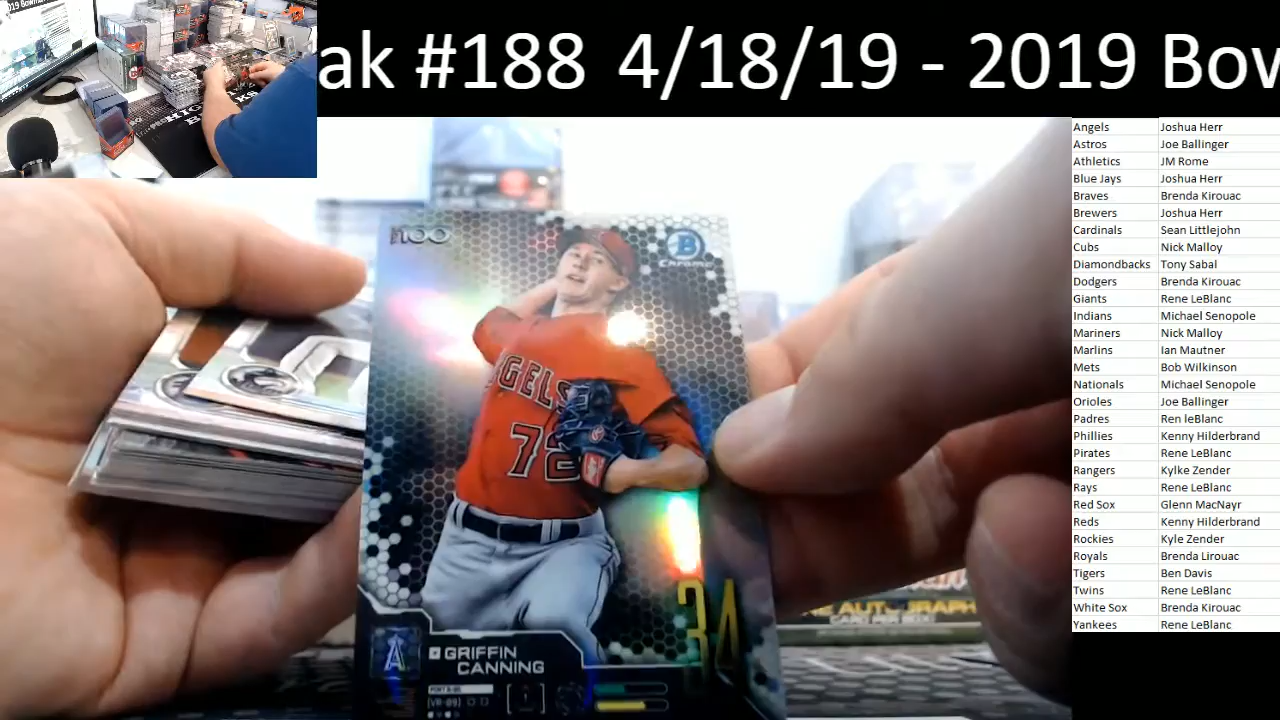 ak #188 4/18/19 - 2019 Bow
Angels Joshua Herr
Astros Joe Ballinger
Athletics JM Rome
Blue Jays Joshua Herr
Braves Brenda Kirouac
Brewers Joshua Herr
Cardinals Sean Littlejohn
Cubs Nick Malloy
Diamondbacks Tony Sabal
Dodgers Brenda Kirouac
Giants Rene LeBlanc
Indians Michael Senopole
Mariners Nick Malloy
Marlins Ian Mautner
Mets Bob Wilkinson
Nationals Michael Senopole
Orioles Joe Ballinger
Padres Ren leBlanc
Phillies Kenny Hilderbrand
Pirates Rene LeBlanc
Rangers Kylke Zender
Rays Rene LeBlanc
Red Sox Glenn MacNayr
Reds Kenny Hilderbrand
Rockies Kyle Zender
Royals Brenda Lirouac
Tigers Ben Davis
Twins Rene LeBlanc
White Sox Brenda Kirouac
Yankees Rene LeBlanc
100
B
Chrome
ANGELS
72
34
A
GRIFFIN
CANNING